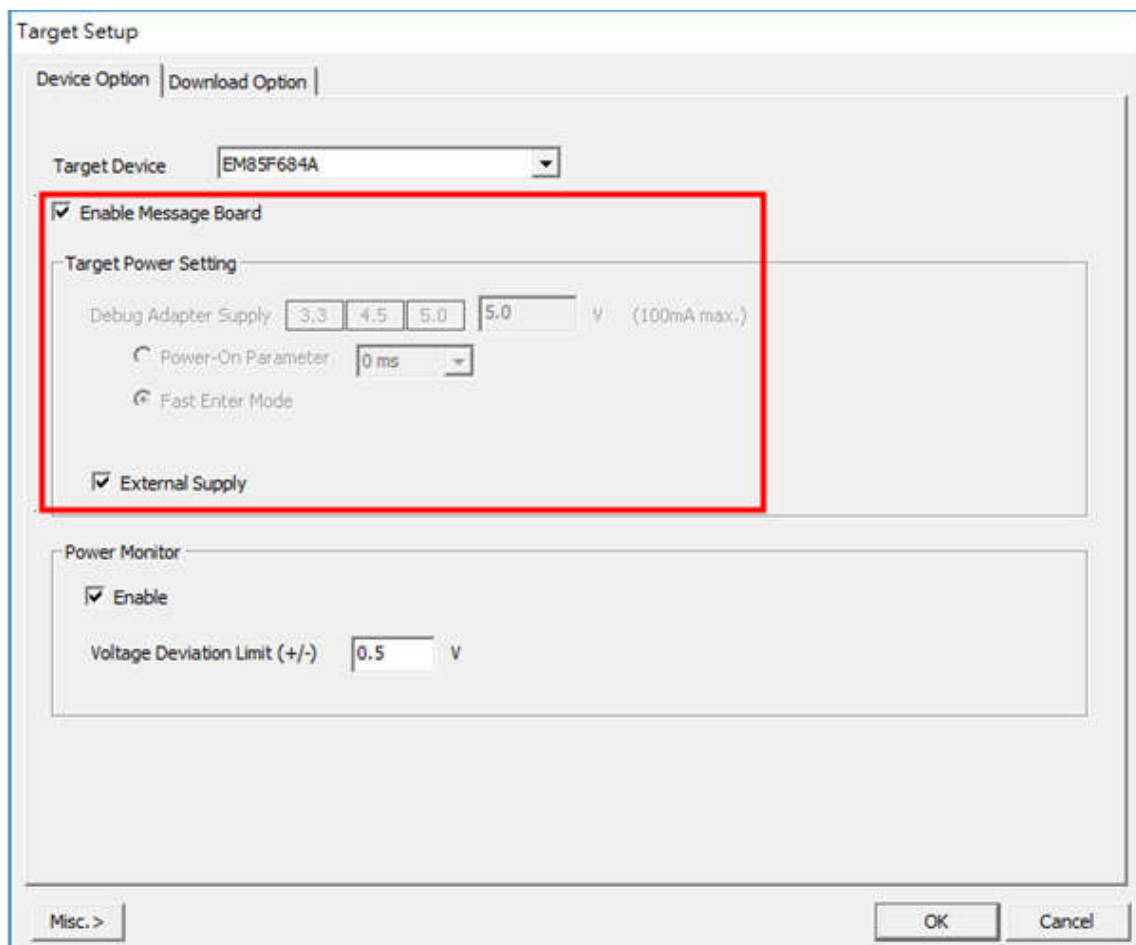 Target Setup
Device Option Download Option
Target Device EM85F684A
Enable Message Board
Target Power Setting
Debug Adapter Supply 3.3 4.5 5.0 5.0 V (100mA max.)
Power-On Parameter 0 ms
Fast Enter Mode
External Supply
Power Monitor
Enable
Voltage Deviation Limit (+/-) 0.5 V
Misc. > OK Cancel